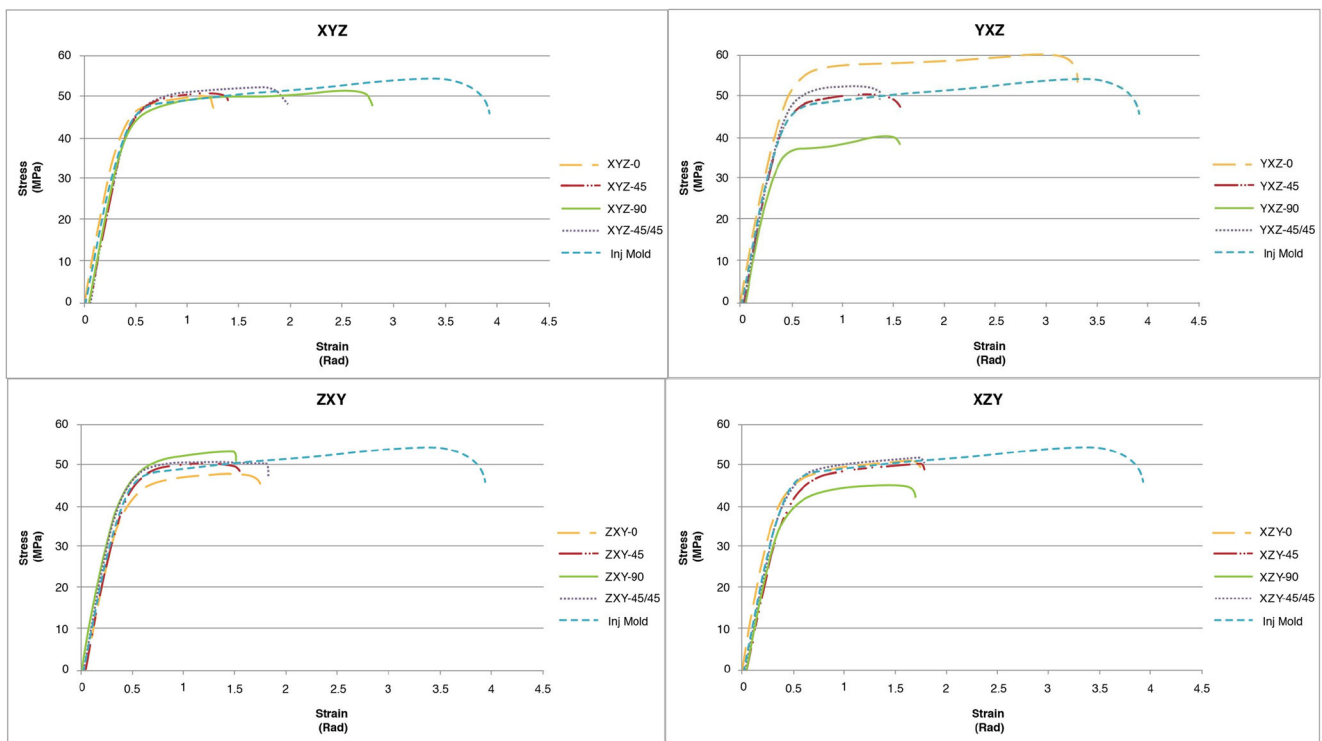 XYZ
60
50
40
30
20
10
0
Stress
(MPa)
0 0.5 1 1.5 2 2.5 3 3.5 4 4.5
Strain
(Rad)
XYZ-0
XYZ-45
XYZ-90
XYZ-45/45
Inj Mold
YXZ
60
50
40
30
20
10
0
Stress
(MPa)
0 0.5 1 1.5 2 2.5 3 3.5 4 4.5
Strain
(Rad)
YXZ-0
YXZ-45
YXZ-90
YXZ-45/45
Inj Mold
ZXY
60
50
40
30
20
10
0
Stress
(MPa)
0 0.5 1 1.5 2 2.5 3 3.5 4 4.5
Strain
(Rad)
ZXY-0
ZXY-45
ZXY-90
ZXY-45/45
Inj Mold
XZY
60
50
40
30
20
10
0
Stress
(MPa)
0 0.5 1 1.5 2 2.5 3 3.5 4 4.5
Strain
(Rad)
XZY-0
XZY-45
XZY-90
XZY-45/45
Inj Mold